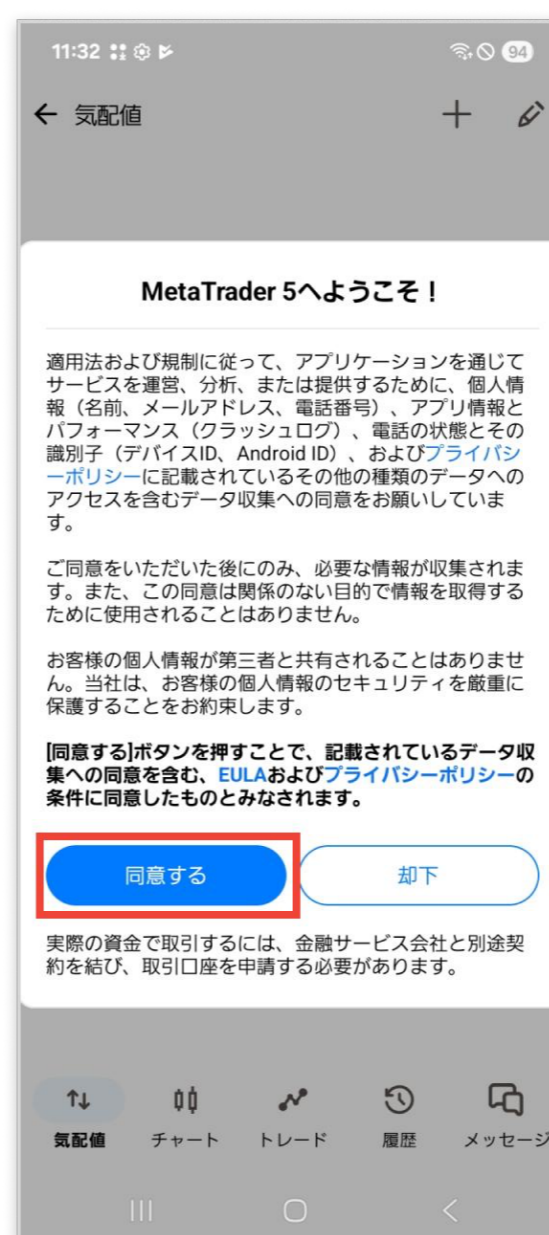 11:32
94
気配値
MetaTrader 5へようこそ！
適用法および規制に従って、アプリケーションを通じて
サービスを運営、分析、または提供するために、個人情
報（名前、メールアドレス、電話番号）、アプリ情報と
パフォーマンス（クラッシュログ）、電話の状態とその
識別子（デバイスID、Android ID）、およびプライバシ
ーポリシーに記載されているその他の種類のデータへの
アクセスを含むデータ収集への同意をお願いしていま
す。
ご同意をいただいた後にのみ、必要な情報が収集されま
す。また、この同意は関係のない目的で情報を取得する
ために使用されることはありません。
お客様の個人情報が第三者と共有されることはありませ
ん。当社は、お客様の個人情報のセキュリティを厳重に
保護することをお約束します。
[同意する]ボタンを押すことで、記載されているデータ収
集への同意を含む、EULAおよびプライバシーポリシーの
条件に同意したものとみなされます。
同意する
却下
実際の資金で取引するには、金融サービス会社と別途契
約を結び、取引口座を申請する必要があります。
気配値
チャート
トレード
履歴
メッセージ